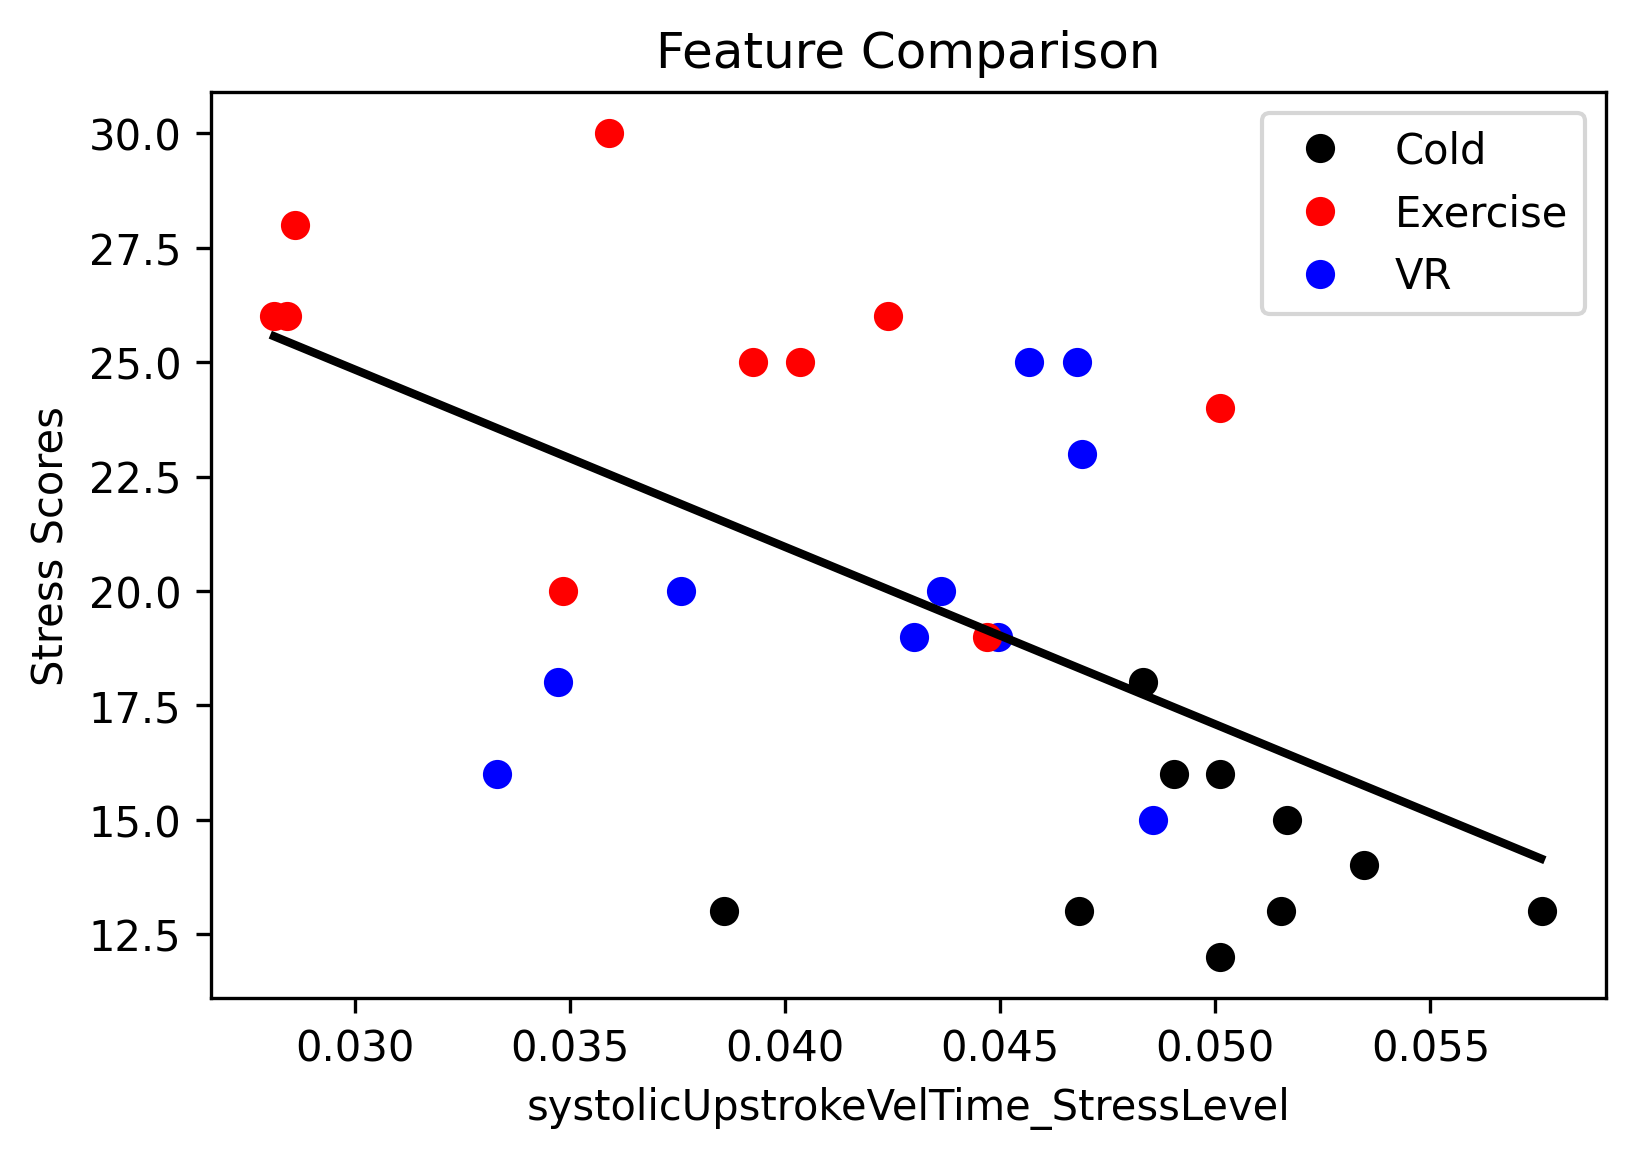 Feature Comparison
30.0
27.5
25.0
22.5
20.0
17.5
15.0
12.5
Stress Scores
Cold
Exercise
VR
0.030 0.035 0.040 0.045 0.050 0.055
systolicUpstrokeVelTime_StressLevel